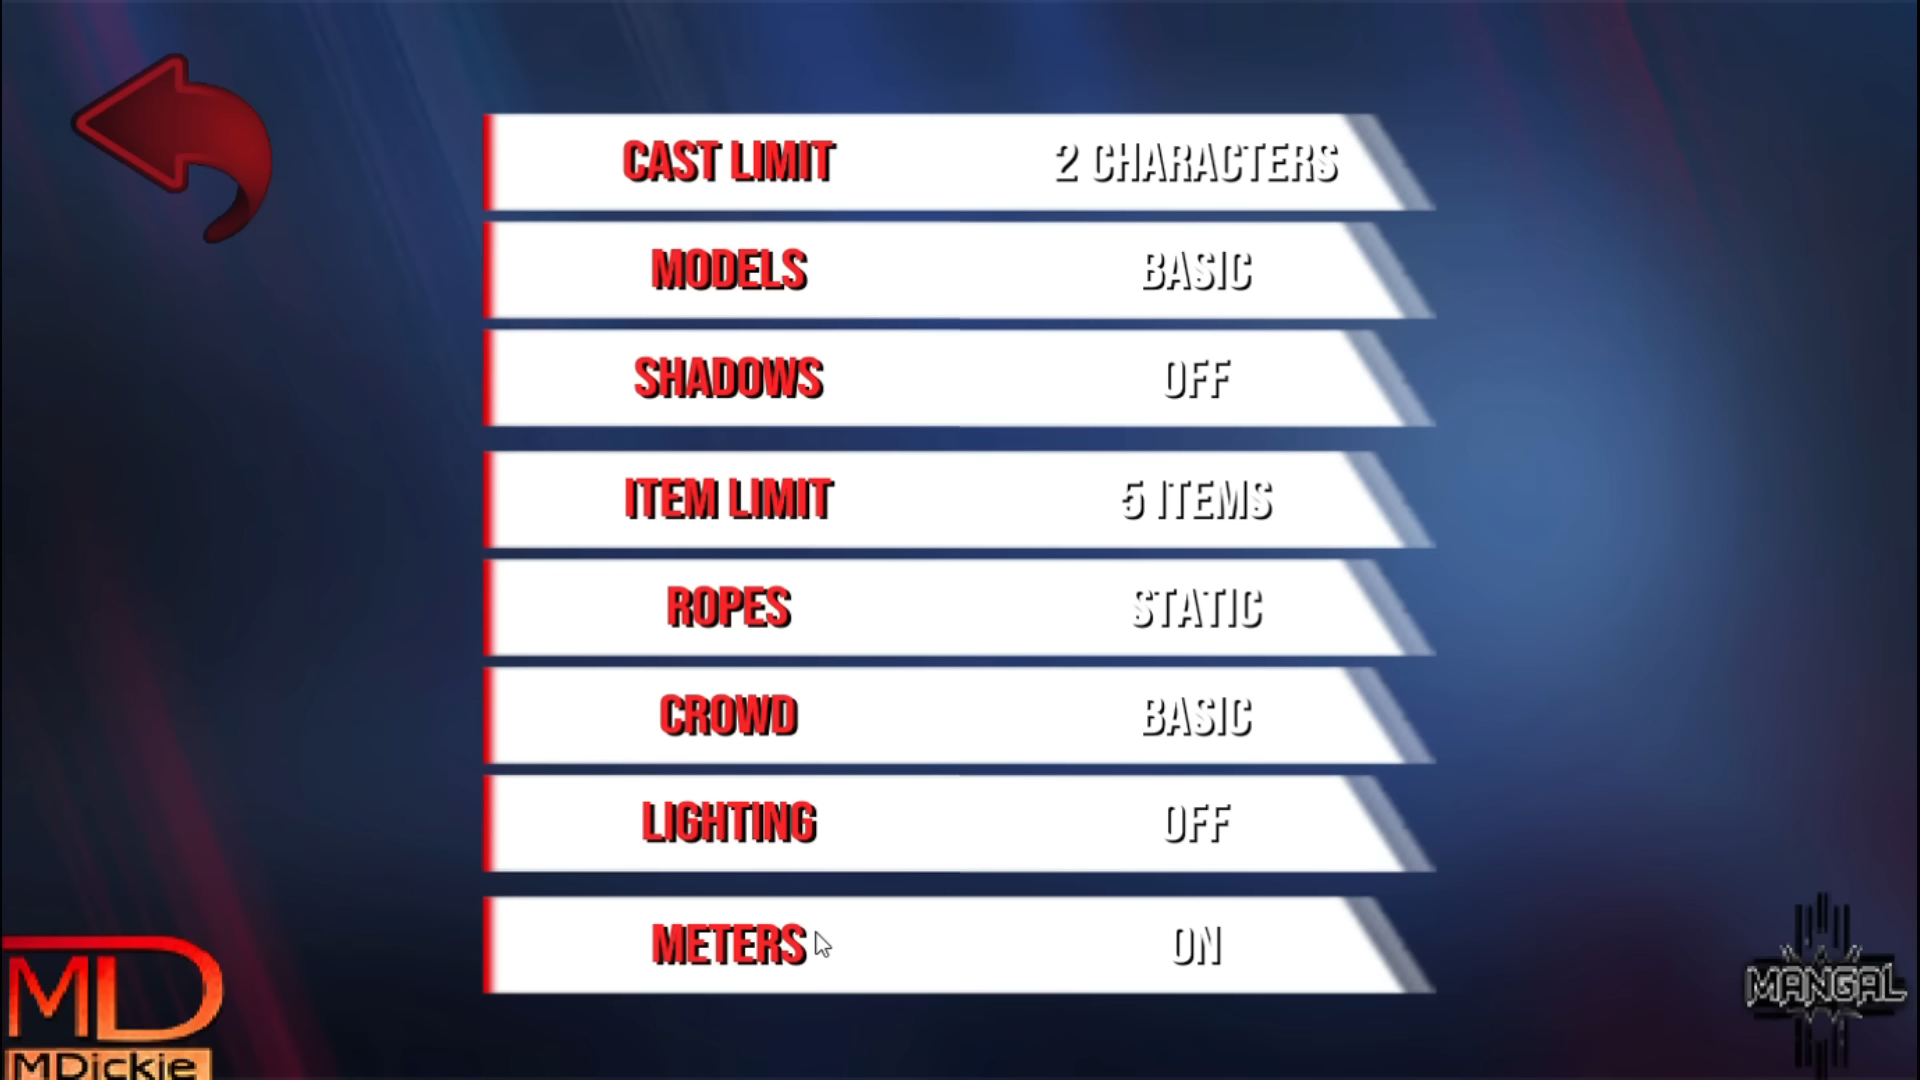 CAST LIMIT 2 CHARACTERS
MODELS BASIC
SHADOWS OFF
ITEM LIMIT 5 ITEMS
ROPES STATIC
CROWD BASIC
LIGHTING OFF
METERS ON
MD
MDickie
MANGAL